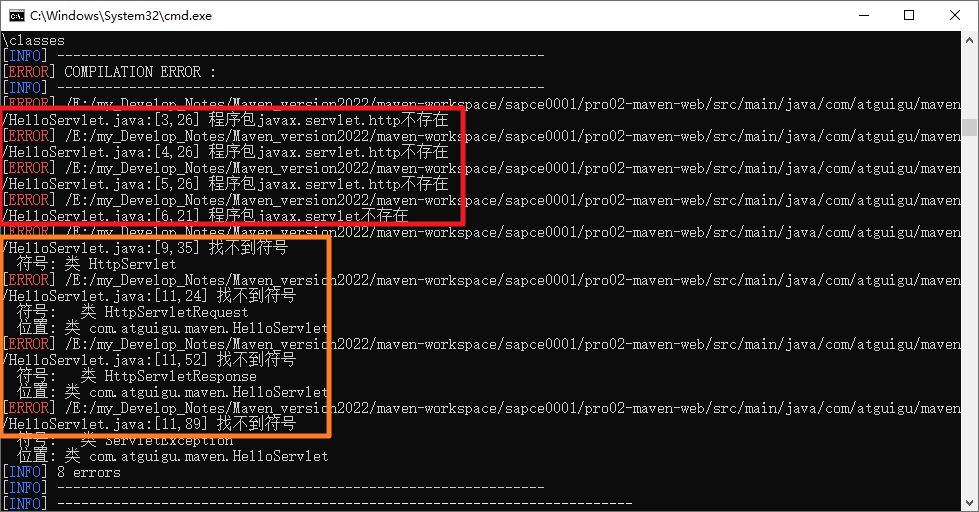 C:\Windows\System32\cmd.exe
\classes
[INFO] -------------------------------------------------------------
[ERROR] COMPILATION ERROR :
[INFO] -------------------------------------------------------------
[ERROR] /E:/my_Develop_Notes/Maven_version2022/maven-workspace/sapce0001/pro02-maven-web/src/main/java/com/atguigu/maven
/HelloServlet.java:[3,26] 程序包javax.servlet.http不存在
[ERROR] /E:/my_Develop_Notes/Maven_version2022/maven-workspace/sapce0001/pro02-maven-web/src/main/java/com/atguigu/maven
/HelloServlet.java:[4,26] 程序包javax.servlet.http不存在
[ERROR] /E:/my_Develop_Notes/Maven_version2022/maven-workspace/sapce0001/pro02-maven-web/src/main/java/com/atguigu/maven
/HelloServlet.java:[5,26] 程序包javax.servlet.http不存在
[ERROR] /E:/my_Develop_Notes/Maven_version2022/maven-workspace/sapce0001/pro02-maven-web/src/main/java/com/atguigu/maven
/HelloServlet.java:[6,21] 程序包javax.servlet不存在
[ERROR] /E:/my_Develop_Notes/Maven_version2022/maven-workspace/sapce0001/pro02-maven-web/src/main/java/com/atguigu/maven
/HelloServlet.java:[9,35] 找不到符号
符号: 类 HttpServlet
[ERROR] /E:/my_Develop_Notes/Maven_version2022/maven-workspace/sapce0001/pro02-maven-web/src/main/java/com/atguigu/maven
/HelloServlet.java:[11,24] 找不到符号
符号:   类 HttpServletRequest
位置: 类 com.atguigu.maven.HelloServlet
[ERROR] /E:/my_Develop_Notes/Maven_version2022/maven-workspace/sapce0001/pro02-maven-web/src/main/java/com/atguigu/maven
/HelloServlet.java:[11,52] 找不到符号
符号:   类 HttpServletResponse
位置: 类 com.atguigu.maven.HelloServlet
[ERROR] /E:/my_Develop_Notes/Maven_version2022/maven-workspace/sapce0001/pro02-maven-web/src/main/java/com/atguigu/maven
/HelloServlet.java:[11,89] 找不到符号
符号:   类 ServletException
位置: 类 com.atguigu.maven.HelloServlet
[INFO] 8 errors
[INFO] -------------------------------------------------------------
[INFO] ------------------------------------------------------------------------